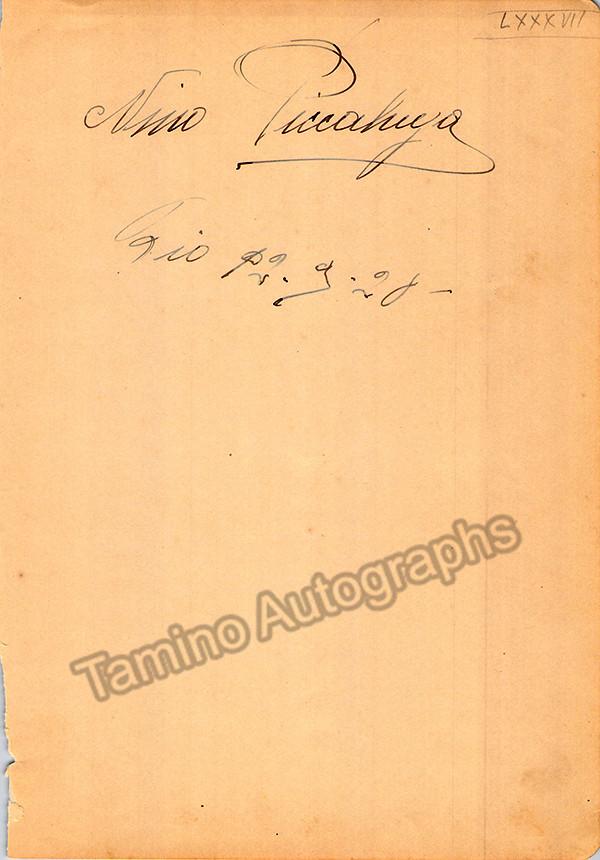 LXXXVII
Nino Piccaluga
Rio
Tamino Autographs